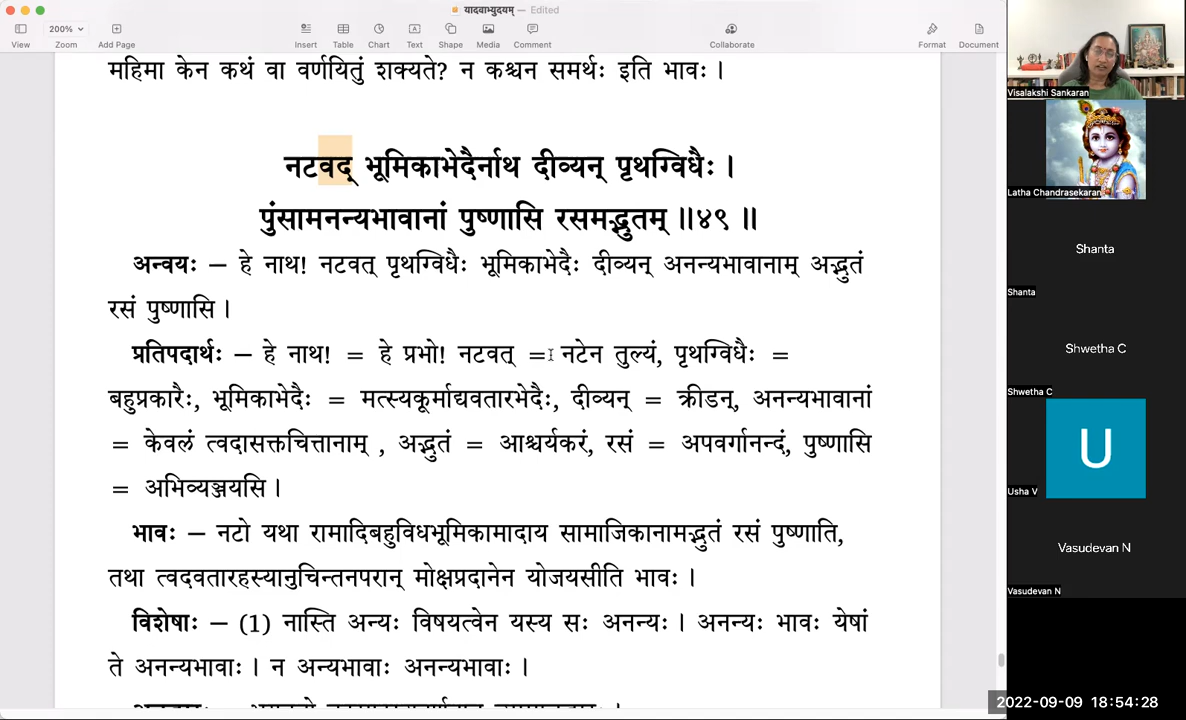 यादवाभ्युदयम् — Edited
200%
View Zoom Add Page Insert Table Chart Text Shape Media Comment Collaborate Format Document
महिमा केन कथं वा वर्णयितुं शक्यते? न कश्चन समर्थः इति भावः ।
नटवद् भूमिकाभेदैर्नाथ दीव्यन् पृथग्विधैः ।
पुंसामनन्यभावानां पुष्णासि रसमद्भुतम् ॥४९ ॥
अन्वयः – हे नाथ! नटवत् पृथग्विधैः भूमिकाभेदैः दीव्यन् अनन्यभावानाम् अद्भुतं
रसं पुष्णासि ।
प्रतिपदार्थः – हे नाथ! = हे प्रभो! नटवत् = नटेन तुल्यं, पृथग्विधैः =
बहुप्रकारैः, भूमिकाभेदैः = मत्स्यकूर्माद्यवतारभेदैः, दीव्यन् = क्रीडन्, अनन्यभावानां
= केवलं त्वदासक्तचित्तानाम् , अद्भुतं = आश्चर्यकरं, रसं = अपवर्गानन्दं, पुष्णासि
= अभिव्यञ्जयसि ।
भावः – नटो यथा रामादिबहुविधभूमिकामादाय सामाजिकानामद्भुतं रसं पुष्णाति,
तथा त्वदवतारहस्यानुचिन्तनपरान् मोक्षप्रदानेन योजयसीति भावः ।
विशेषाः – (1) नास्ति अन्यः विषयत्वेन यस्य सः अनन्यः । अनन्यः भावः येषां
ते अनन्यभावाः । न अन्यभावाः अनन्यभावाः ।
Visalakshi Sankaran
Latha Chandrasekaran
Shanta
Shanta
Shwetha C
Shwetha C
U
Usha V
Vasudevan N
Vasudevan N
2022-09-09 18:54:28